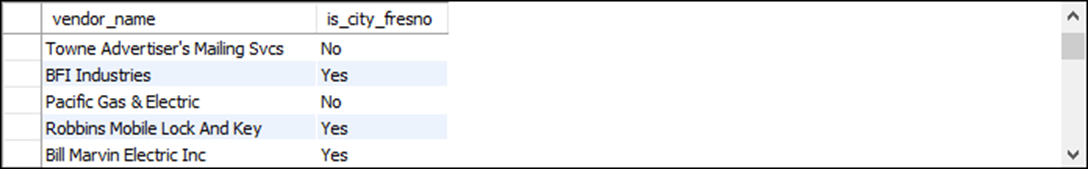 vendor_name is_city_fresno
Towne Advertiser's Mailing Svcs No
BFI Industries Yes
Pacific Gas & Electric No
Robbins Mobile Lock And Key Yes
Bill Marvin Electric Inc Yes